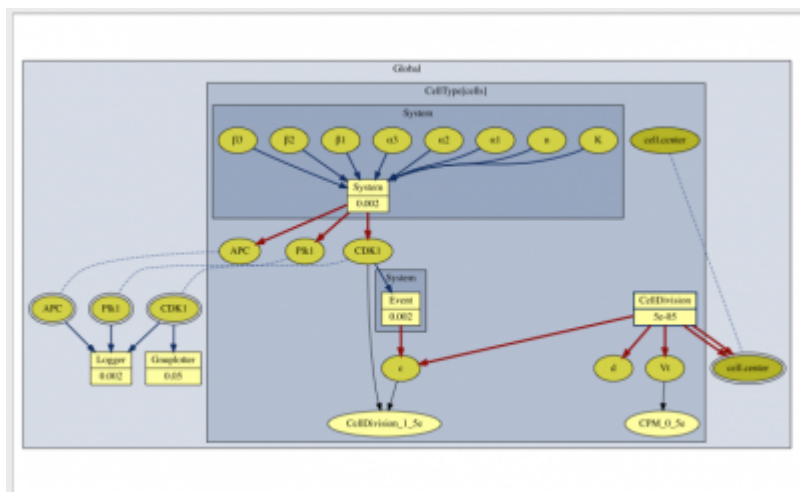 Global
CellType[cells]
System
β3 β2 β1 α3 α2 α1 n K
cell.center
System
0.002
APC Plk1 CDK1
System
Event
0.002
CellDivision
5e-05
APC Plk1 CDK1
Logger
0.002
Gnuplotter
0.05
c
d
Vt
cell.center
CellDivision_1_5e
CPM_0_5e